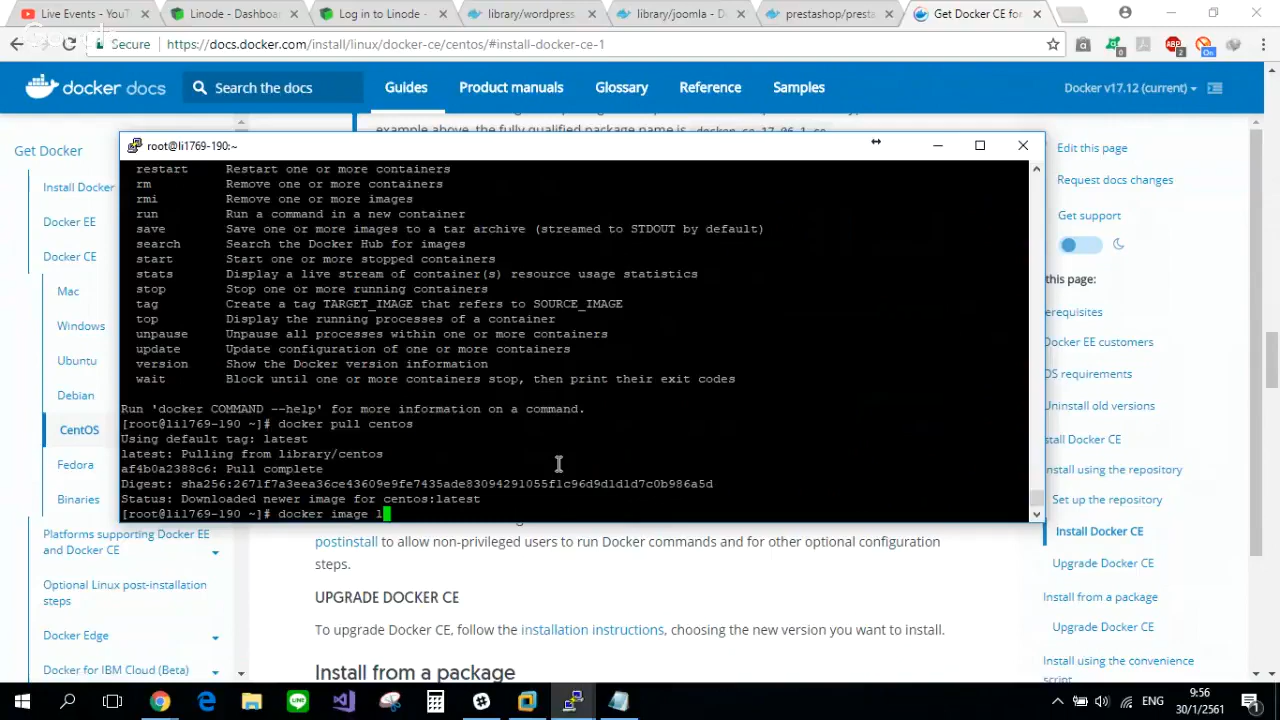 Live Events - YouT
Linode - Dashboar
Log in to Linode -
library/wordpress
library/joomla - D
prestashop/presta
Get Docker CE for
Secure
https://docs.docker.com/install/linux/docker-ce/centos/#install-docker-ce-1
docker docs
Search the docs
Guides
Product manuals
Glossary
Reference
Samples
Docker v17.12 (current)
example above, the fully qualified package name is docker-ce-17.06.1.ce
Get Docker
Install Docker
Docker EE
Docker CE
Mac
Windows
Ubuntu
Debian
CentOS
Fedora
Binaries
Platforms supporting Docker EE
and Docker CE
Optional Linux post-installation
steps
Docker Edge
Docker for IBM Cloud (Beta)
root@li1769-190:~
restart Restart one or more containers
rm Remove one or more containers
rmi Remove one or more images
run Run a command in a new container
save Save one or more images to a tar archive (streamed to STDOUT by default)
search Search the Docker Hub for images
start Start one or more stopped containers
stats Display a live stream of container(s) resource usage statistics
stop Stop one or more running containers
tag Create a tag TARGET_IMAGE that refers to SOURCE_IMAGE
top Display the running processes of a container
unpause Unpause all processes within one or more containers
update Update configuration of one or more containers
version Show the Docker version information
wait Block until one or more containers stop, then print their exit codes
Run 'docker COMMAND --help' for more information on a command.
[root@li1769-190 ~]# docker pull centos
Using default tag: latest
latest: Pulling from library/centos
af4b0a2388c6: Pull complete
Digest: sha256:2671f7a3eea36ce43609e9fe7435ade83094291055f1c96d9d1d1d7c0b986a5d
Status: Downloaded newer image for centos:latest
[root@li1769-190 ~]# docker image l
postinstall to allow non-privileged users to run Docker commands and for other optional configuration
steps.
UPGRADE DOCKER CE
To upgrade Docker CE, follow the installation instructions, choosing the new version you want to install.
Install from a package
Edit this page
Request docs changes
Get support
this page:
erequisites
Docker EE customers
OS requirements
Uninstall old versions
stall Docker CE
Install using the repository
Set up the repository
Install Docker CE
Upgrade Docker CE
Install from a package
Upgrade Docker CE
Install using the convenience
script
ENG
9:56
30/1/2561